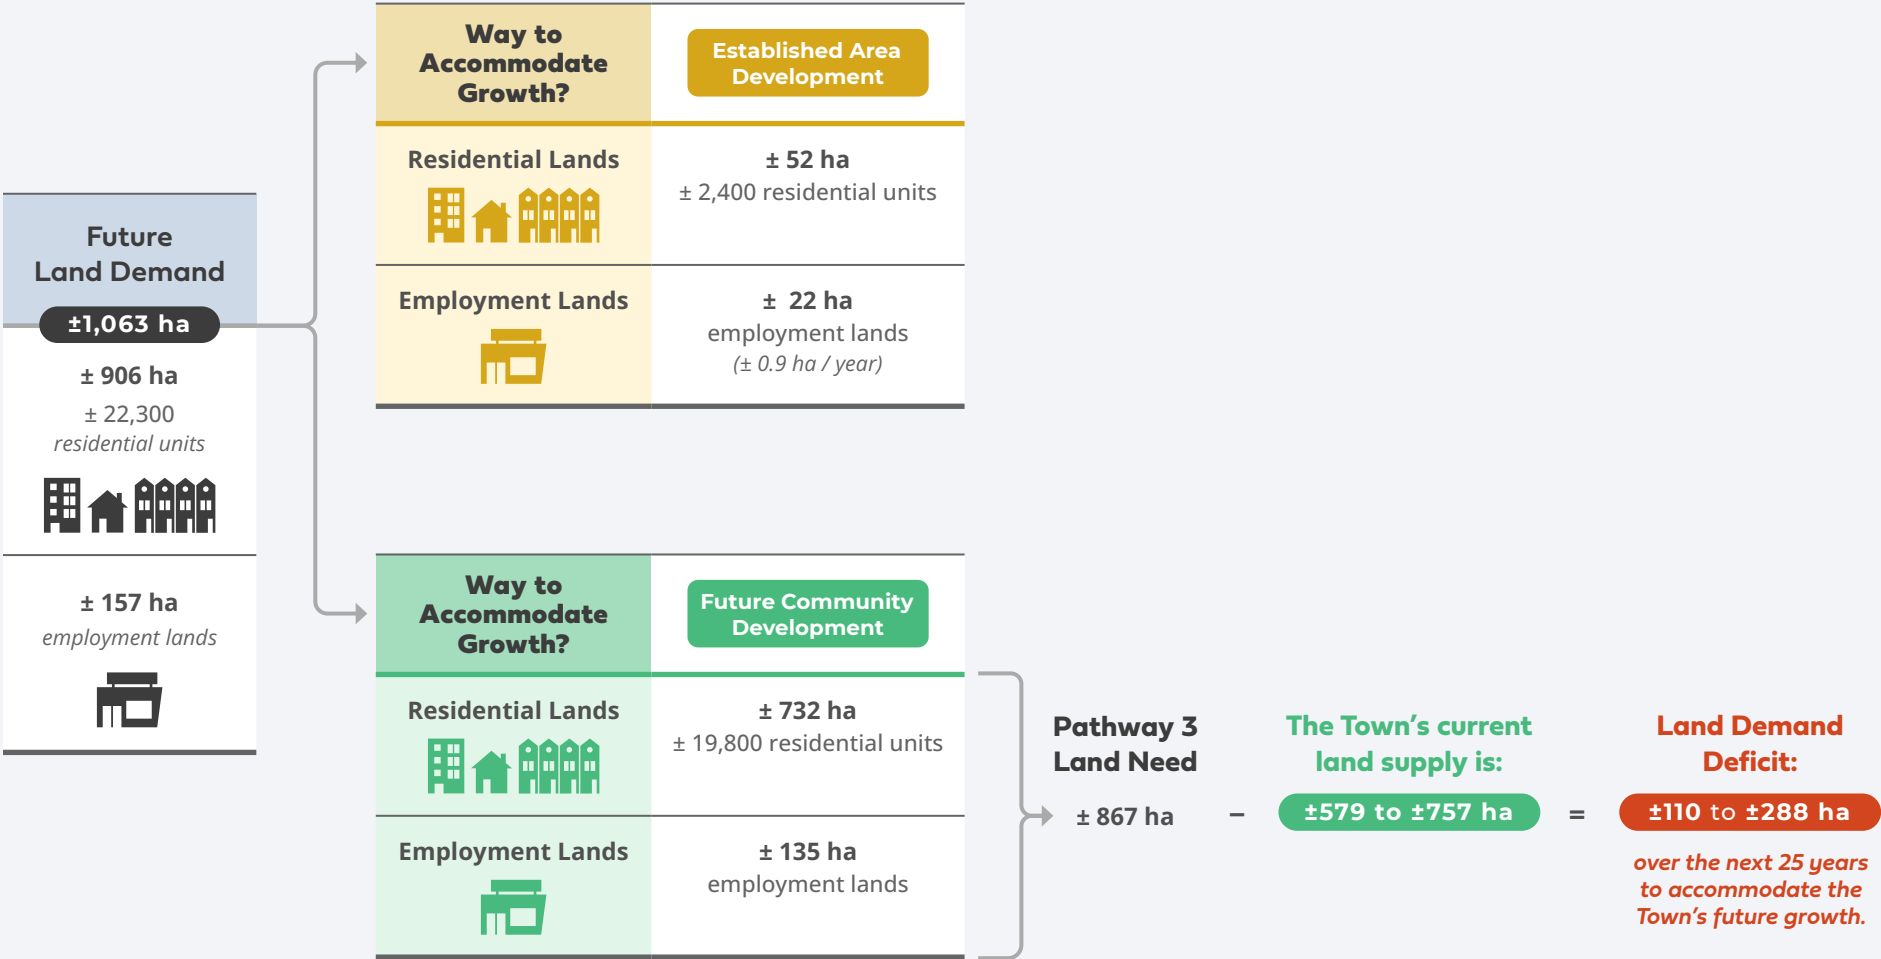 Future
Land Demand
±1,063 ha
± 906 ha
± 22,300
residential units
± 157 ha
employment lands
Way to
Accommodate
Growth?
Established Area
Development
Residential Lands
± 52 ha
± 2,400 residential units
Employment Lands
± 22 ha
employment lands
(± 0.9 ha / year)
Way to
Accommodate
Growth?
Future Community
Development
Residential Lands
± 732 ha
± 19,800 residential units
Employment Lands
± 135 ha
employment lands
Pathway 3
Land Need
± 867 ha
–
The Town's current
land supply is:
±579 to ±757 ha
=
Land Demand
Deficit:
±110 to ±288 ha
over the next 25 years
to accommodate the
Town's future growth.